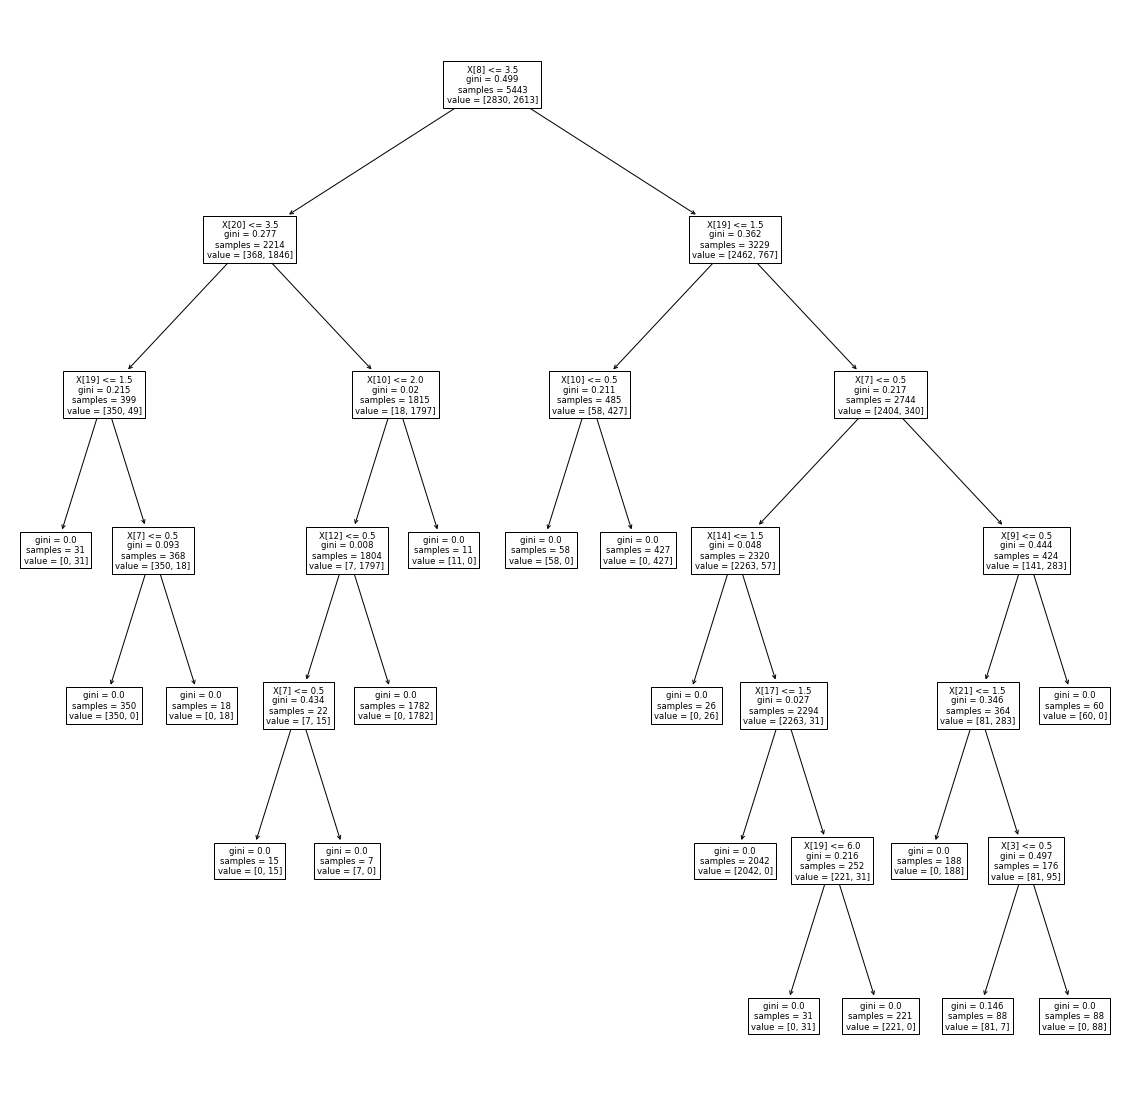 X[8] <= 3.5
gini = 0.499
samples = 5443
value = [2830, 2613]
X[20] <= 3.5
gini = 0.277
samples = 2214
value = [368, 1846]
X[19] <= 1.5
gini = 0.362
samples = 3229
value = [2462, 767]
X[19] <= 1.5
gini = 0.215
samples = 399
value = [350, 49]
X[10] <= 2.0
gini = 0.02
samples = 1815
value = [18, 1797]
X[10] <= 0.5
gini = 0.211
samples = 485
value = [58, 427]
X[7] <= 0.5
gini = 0.217
samples = 2744
value = [2404, 340]
gini = 0.0
samples = 31
value = [0, 31]
X[7] <= 0.5
gini = 0.093
samples = 368
value = [350, 18]
X[12] <= 0.5
gini = 0.008
samples = 1804
value = [7, 1797]
gini = 0.0
samples = 11
value = [11, 0]
gini = 0.0
samples = 58
value = [58, 0]
gini = 0.0
samples = 427
value = [0, 427]
X[14] <= 1.5
gini = 0.048
samples = 2320
value = [2263, 57]
X[9] <= 0.5
gini = 0.444
samples = 424
value = [141, 283]
gini = 0.0
samples = 350
value = [350, 0]
gini = 0.0
samples = 18
value = [0, 18]
X[7] <= 0.5
gini = 0.434
samples = 22
value = [7, 15]
gini = 0.0
samples = 1782
value = [0, 1782]
gini = 0.0
samples = 26
value = [0, 26]
X[17] <= 1.5
gini = 0.027
samples = 2294
value = [2263, 31]
X[21] <= 1.5
gini = 0.346
samples = 364
value = [81, 283]
gini = 0.0
samples = 60
value = [60, 0]
gini = 0.0
samples = 15
value = [0, 15]
gini = 0.0
samples = 7
value = [7, 0]
gini = 0.0
samples = 2042
value = [2042, 0]
X[19] <= 6.0
gini = 0.216
samples = 252
value = [221, 31]
gini = 0.0
samples = 188
value = [0, 188]
X[3] <= 0.5
gini = 0.497
samples = 176
value = [81, 95]
gini = 0.0
samples = 31
value = [0, 31]
gini = 0.0
samples = 221
value = [221, 0]
gini = 0.146
samples = 88
value = [81, 7]
gini = 0.0
samples = 88
value = [0, 88]